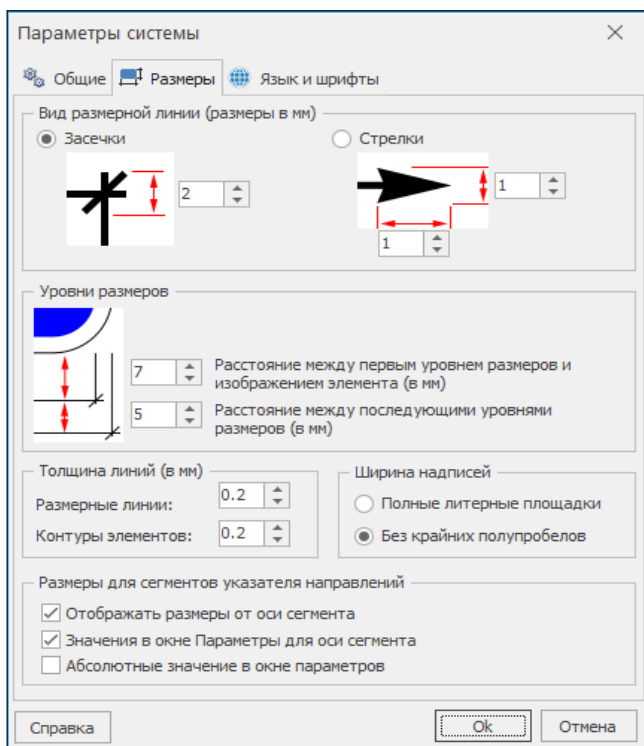 Параметры системы
Общие Размеры Язык и шрифты
Вид размерной линии (размеры в мм)
Засечки Стрелки
2 1
1
Уровни размеров
7 Расстояние между первым уровнем размеров и
изображением элемента (в мм)
5 Расстояние между последующими уровнями
размеров (в мм)
Толщина линий (в мм) Ширина надписей
Размерные линии: 0.2 Полные литерные площадки
Контуры элементов: 0.2 Без крайних полупробелов
Размеры для сегментов указателя направлений
Отображать размеры от оси сегмента
Значения в окне Параметры для оси сегмента
Абсолютные значение в окне параметров
Справка Ok Отмена